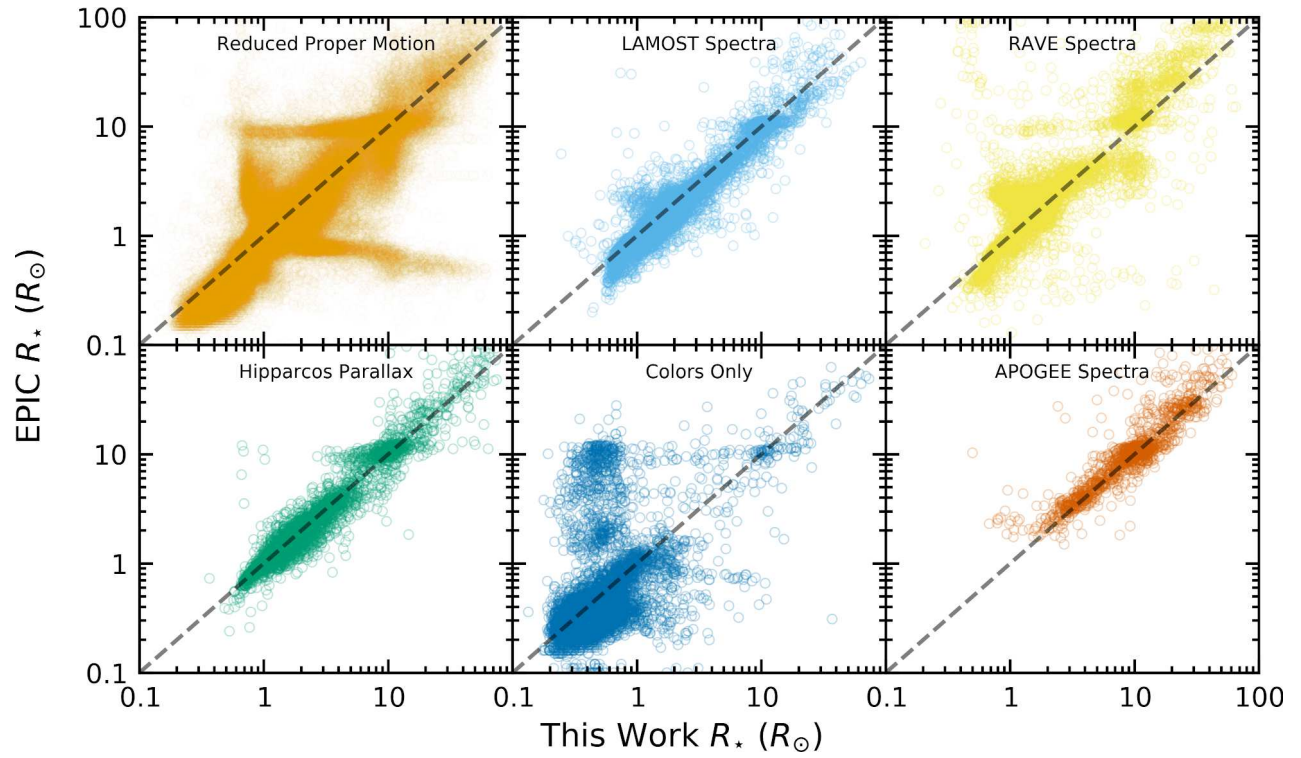 100
10
1
0.1
10
1
0.1
EPIC R⋆ (R⊙)
Reduced Proper Motion
LAMOST Spectra
RAVE Spectra
Hipparcos Parallax
Colors Only
APOGEE Spectra
0.1 1 10 0.1 1 10 0.1 1 10 100
This Work R⋆ (R⊙)